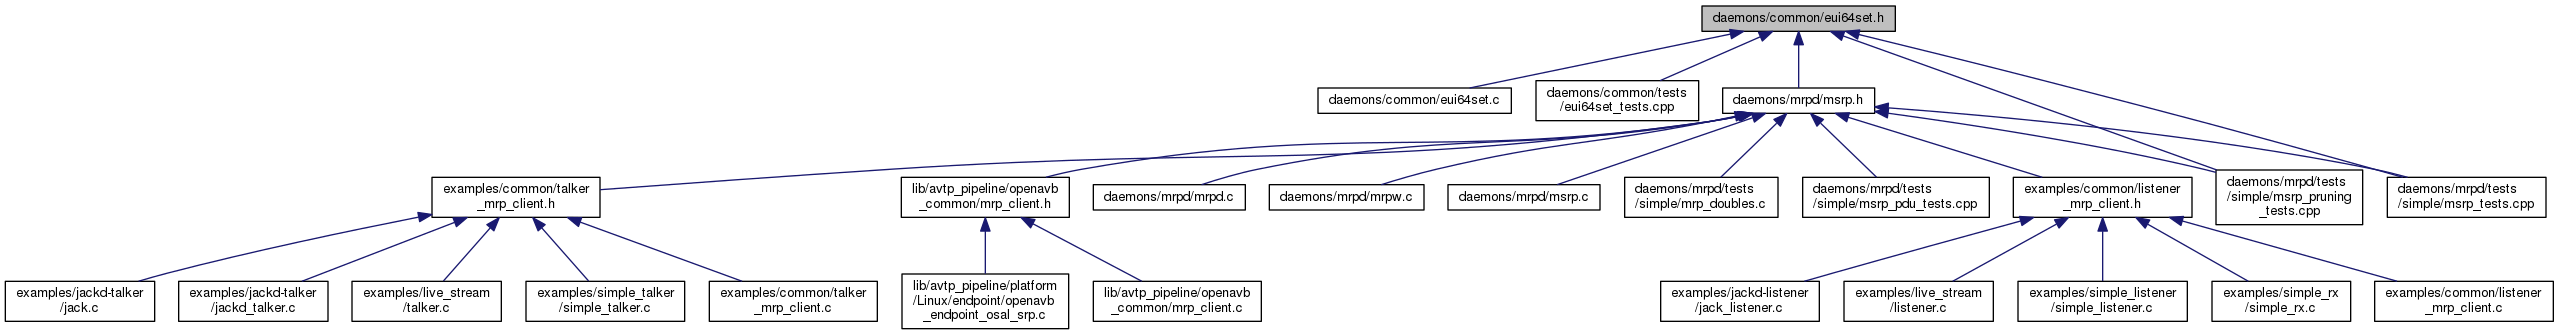 daemons/common/eui64set.h
daemons/common/eui64set.c
daemons/common/tests
/eui64set_tests.cpp
daemons/mrpd/msrp.h
examples/common/talker
_mrp_client.h
lib/avtp_pipeline/openavb
_common/mrp_client.h
daemons/mrpd/mrpd.c
daemons/mrpd/mrpw.c
daemons/mrpd/msrp.c
daemons/mrpd/tests
/simple/mrp_doubles.c
daemons/mrpd/tests
/simple/msrp_pdu_tests.cpp
examples/common/listener
_mrp_client.h
daemons/mrpd/tests
/simple/msrp_pruning
_tests.cpp
daemons/mrpd/tests
/simple/msrp_tests.cpp
examples/jackd-talker
/jack.c
examples/jackd-talker
/jackd_talker.c
examples/live_stream
/talker.c
examples/simple_talker
/simple_talker.c
examples/common/talker
_mrp_client.c
lib/avtp_pipeline/platform
/Linux/endpoint/openavb
_endpoint_osal_srp.c
lib/avtp_pipeline/openavb
_common/mrp_client.c
examples/jackd-listener
/jack_listener.c
examples/live_stream
/listener.c
examples/simple_listener
/simple_listener.c
examples/simple_rx
/simple_rx.c
examples/common/listener
_mrp_client.c